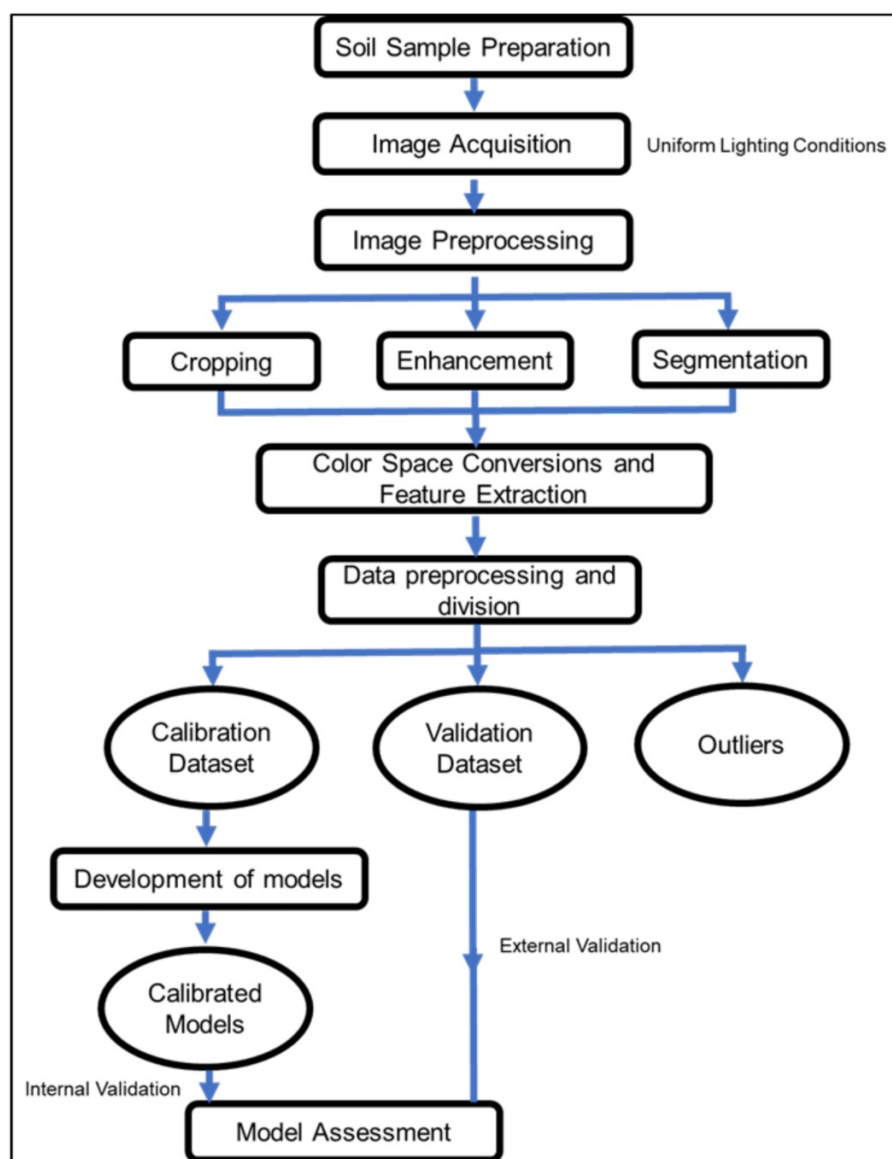 Soil Sample Preparation
Image Acquisition
Uniform Lighting Conditions
Image Preprocessing
Cropping
Enhancement
Segmentation
Color Space Conversions and
Feature Extraction
Data preprocessing and
division
Calibration
Dataset
Validation
Dataset
Outliers
Development of models
External Validation
Calibrated
Models
Internal Validation
Model Assessment